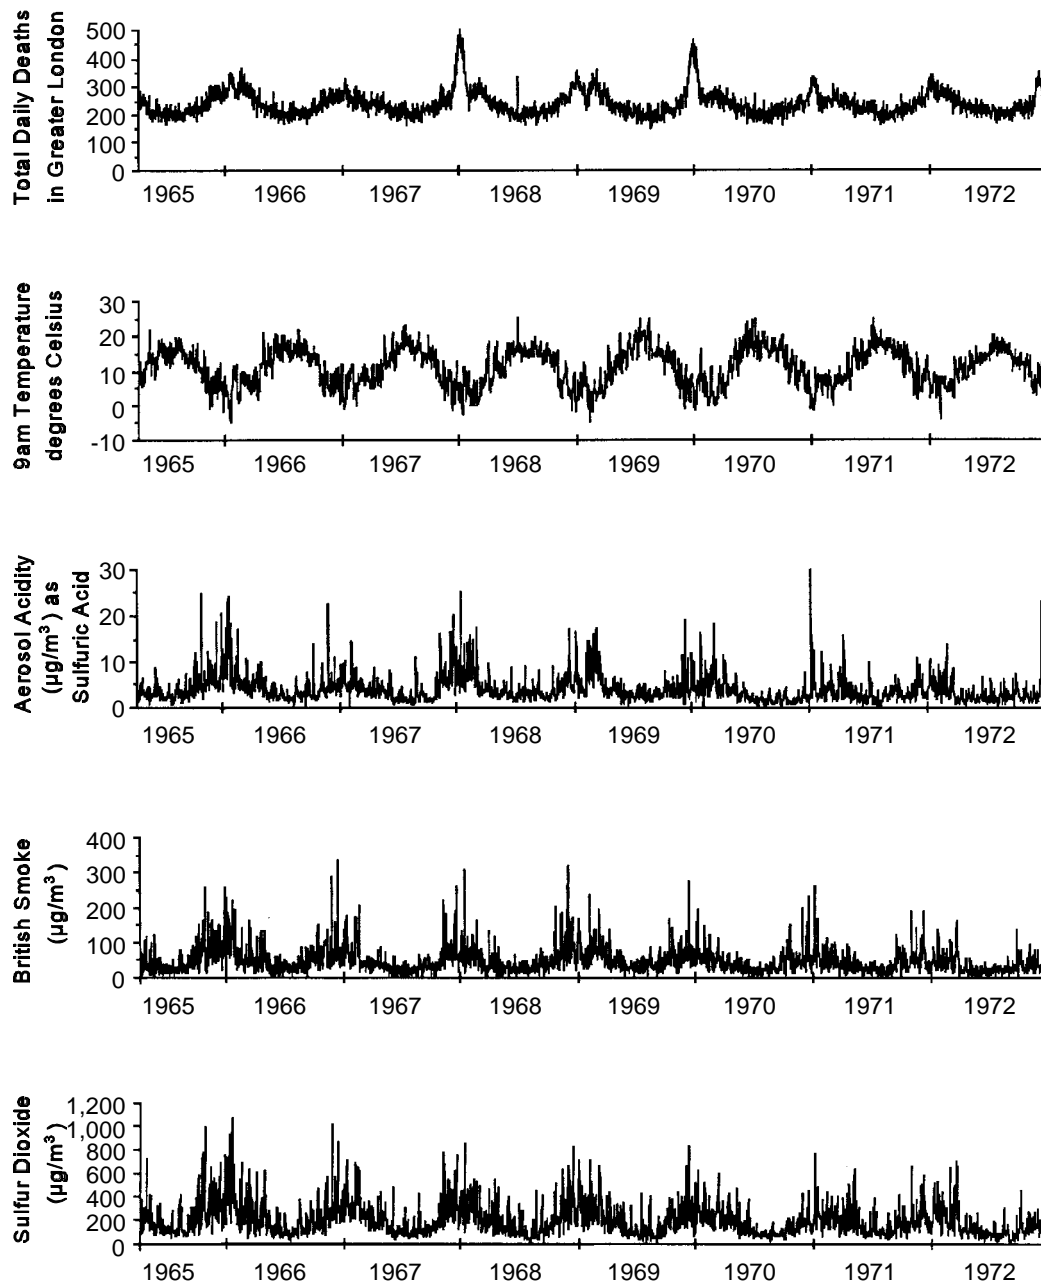 Total Daily Deaths
in Greater London
500
400
300
200
100
0
1965 1966 1967 1968 1969 1970 1971 1972
9am Temperature
degrees Celsius
30
20
10
0
-10
1965 1966 1967 1968 1969 1970 1971 1972
Aerosol Acidity
(µg/m³) as
Sulfuric Acid
30
20
10
0
1965 1966 1967 1968 1969 1970 1971 1972
British Smoke
(µg/m³)
400
300
200
100
0
1965 1966 1967 1968 1969 1970 1971 1972
Sulfur Dioxide
(µg/m³)
1,200
1,000
800
600
400
200
0
1965 1966 1967 1968 1969 1970 1971 1972